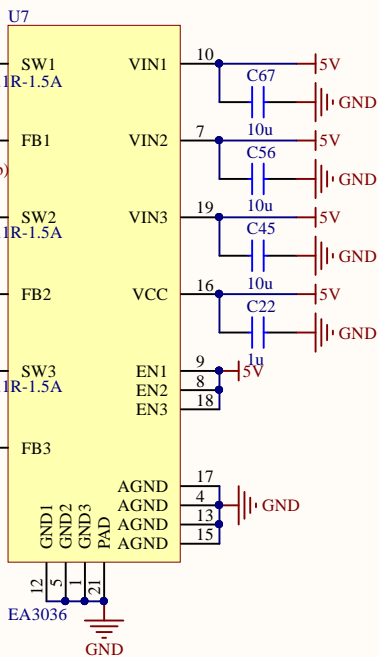 U7
SW1 VIN1 10 5V
1R-1.5A C67
GND
10u
FB1 VIN2 7 5V
C56
GND
10u
SW2 VIN3 19 5V
1R-1.5A C45
GND
10u
FB2 VCC 16 5V
C22
GND
1u
SW3 EN1 9 5V
1R-1.5A EN2 8
EN3 18
FB3
AGND 17
AGND 4 GND
AGND 13
AGND 15
GND1 GND2 GND3 PAD
12 5 1 21
EA3036
GND